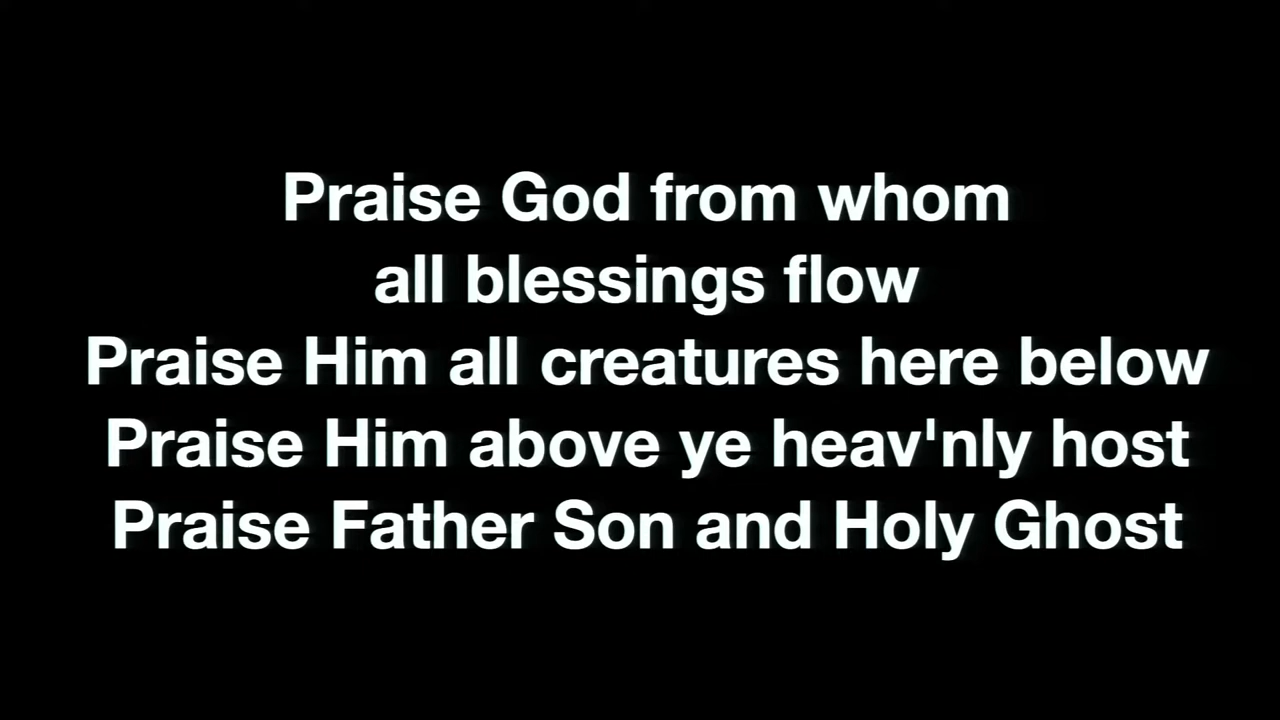 Praise God from whom
all blessings flow
Praise Him all creatures here below
Praise Him above ye heav'nly host
Praise Father Son and Holy Ghost